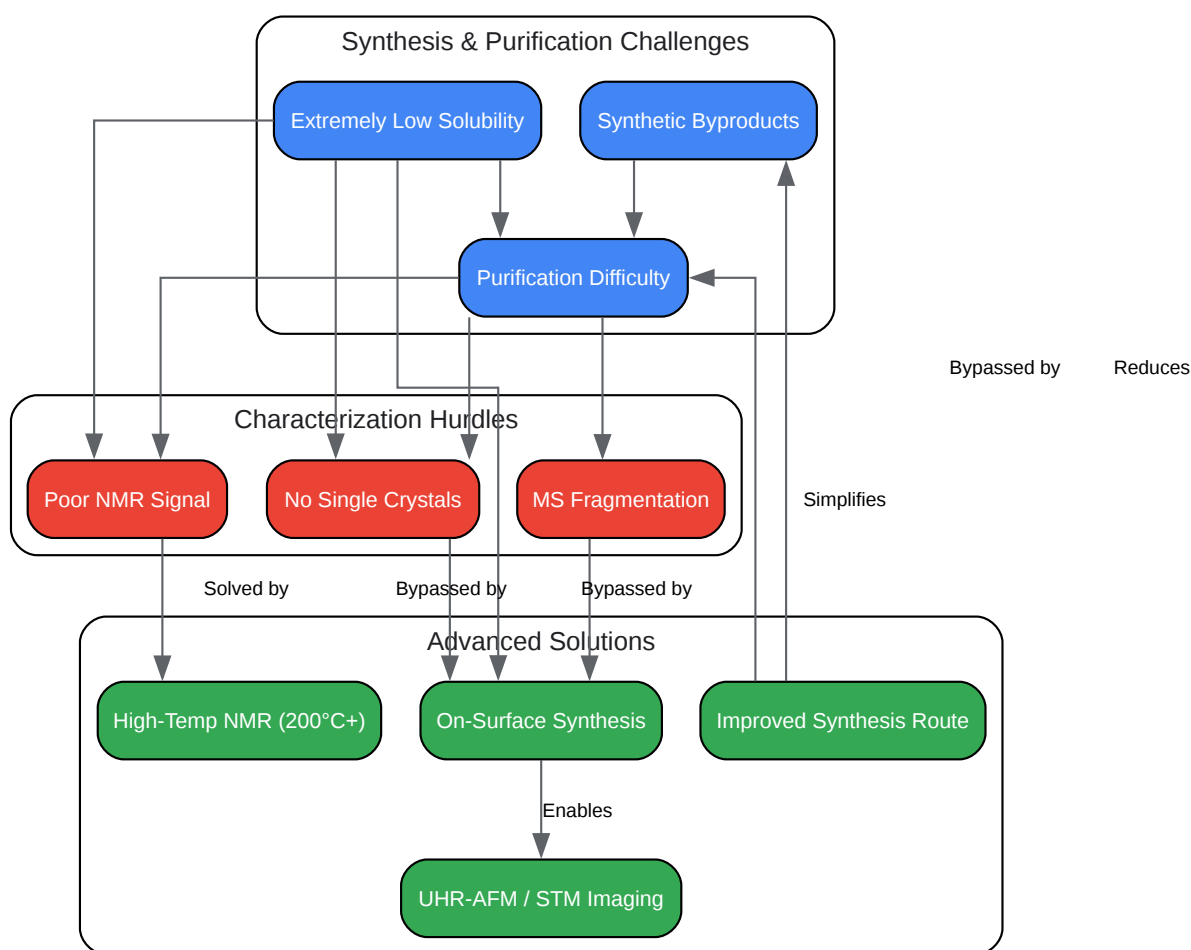 Synthesis & Purification Challenges
Extremely Low Solubility
Synthetic Byproducts
Purification Difficulty
Bypassed by
Reduces
Characterization Hurdles
Poor NMR Signal
No Single Crystals
MS Fragmentation
Simplifies
Solved by
Bypassed by
Bypassed by
Advanced Solutions
High-Temp NMR (200°C+)
On-Surface Synthesis
Improved Synthesis Route
Enables
UHR-AFM / STM Imaging